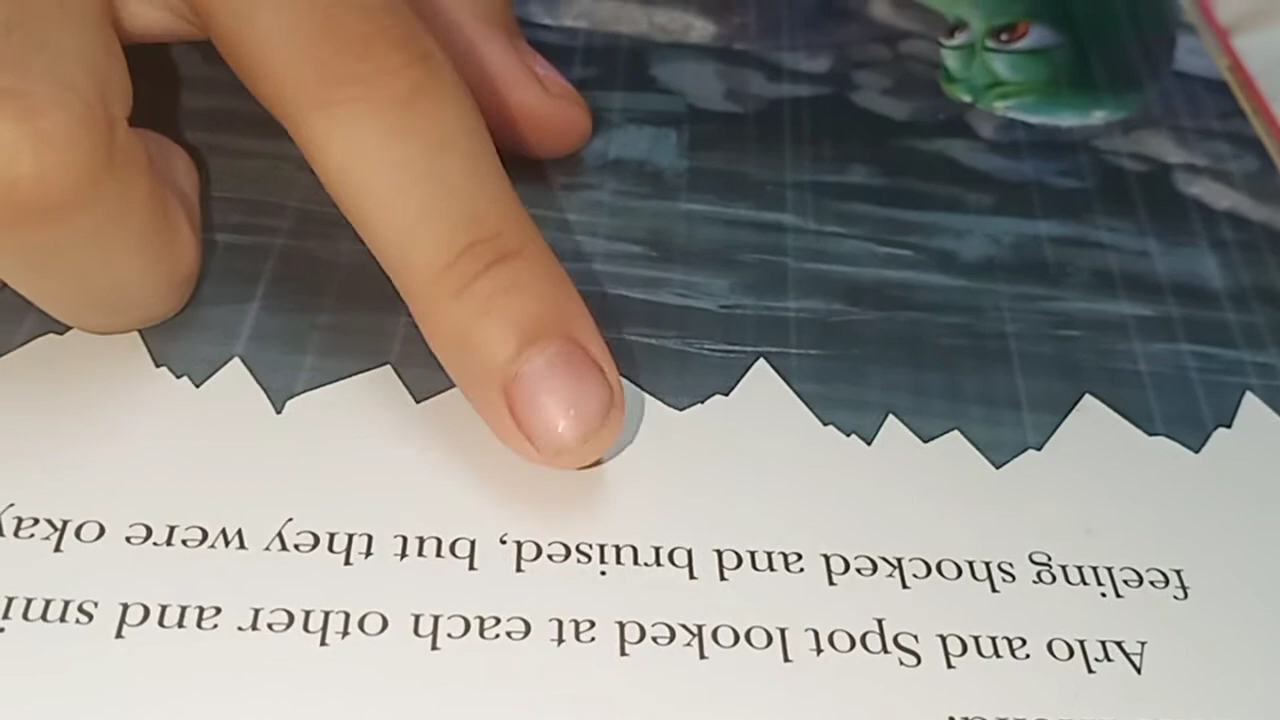 feeling shocked and bruised, but they were okay
Arlo and Spot looked at each other and smi